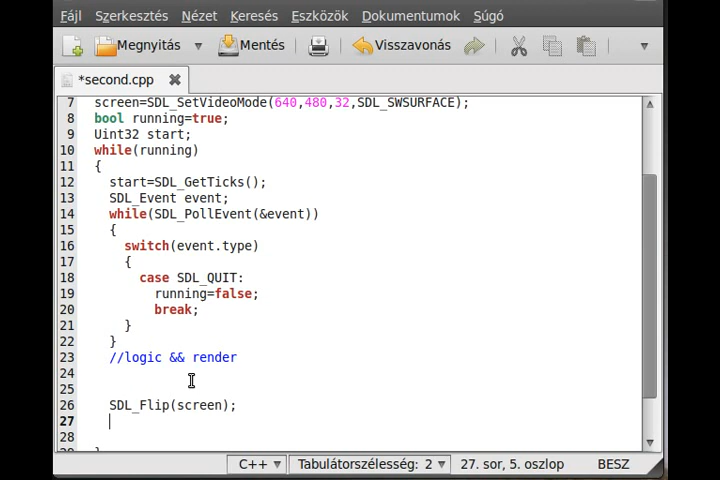 Fájl Szerkesztés Nézet Keresés Eszközök Dokumentumok Súgó
Megnyitás Mentés Visszavonás
*second.cpp
7 screen=SDL_SetVideoMode(640,480,32,SDL_SWSURFACE);
8 bool running=true;
9 Uint32 start;
10 while(running)
11 {
12 start=SDL_GetTicks();
13 SDL_Event event;
14 while(SDL_PollEvent(&event))
15 {
16 switch(event.type)
17 {
18 case SDL_QUIT:
19 running=false;
20 break;
21 }
22 }
23 //logic && render
24
25
26 SDL_Flip(screen);
27
28
29 }
C++ Tabulátorszélesség: 2 27. sor, 5. oszlop BESZ